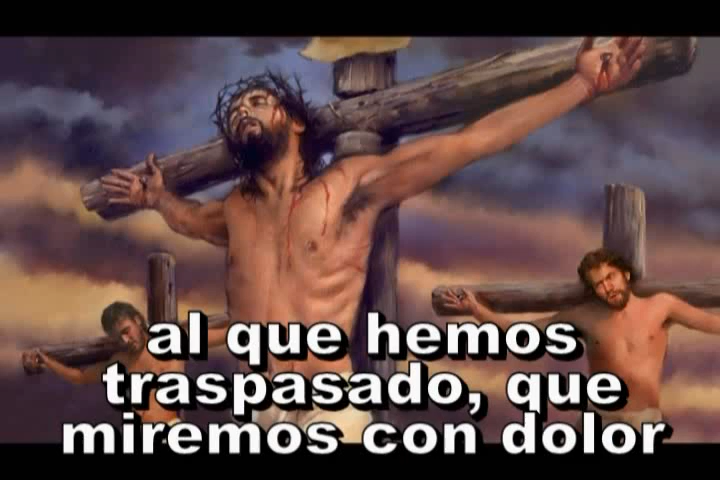 al que hemos
traspasado, que
miremos con dolor